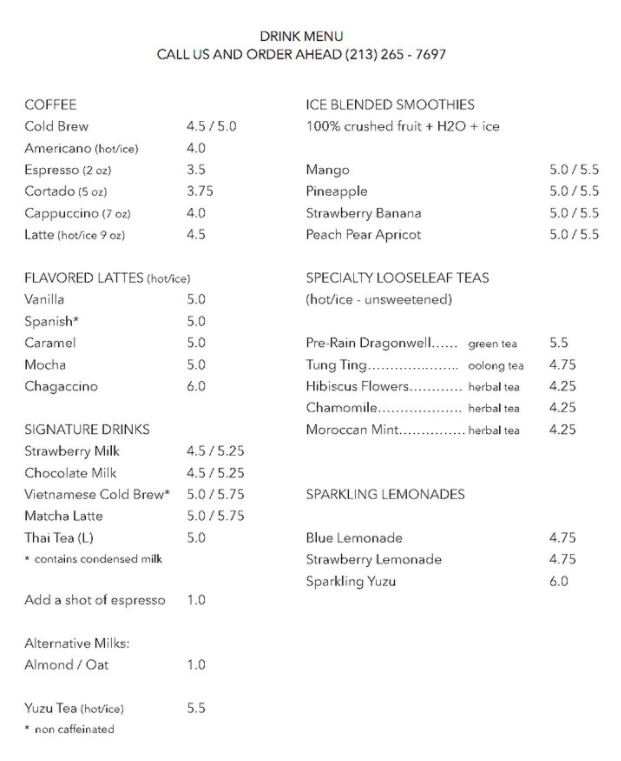 DRINK MENU
CALL US AND ORDER AHEAD (213) 265 - 7697
COFFEE
Cold Brew 4.5 / 5.0
Americano (hot/ice) 4.0
Espresso (2 oz) 3.5
Cortado (5 oz) 3.75
Cappuccino (7 oz) 4.0
Latte (hot/ice 9 oz) 4.5
FLAVORED LATTES (hot/ice)
Vanilla 5.0
Spanish* 5.0
Caramel 5.0
Mocha 5.0
Chagaccino 6.0
SIGNATURE DRINKS
Strawberry Milk 4.5 / 5.25
Chocolate Milk 4.5 / 5.25
Vietnamese Cold Brew* 5.0 / 5.75
Matcha Latte 5.0 / 5.75
Thai Tea (L) 5.0
* contains condensed milk
Add a shot of espresso 1.0
Alternative Milks:
Almond / Oat 1.0
Yuzu Tea (hot/ice) 5.5
* non caffeinated
ICE BLENDED SMOOTHIES
100% crushed fruit + H2O + ice
Mango 5.0 / 5.5
Pineapple 5.0 / 5.5
Strawberry Banana 5.0 / 5.5
Peach Pear Apricot 5.0 / 5.5
SPECIALTY LOOSELEAF TEAS
(hot/ice - unsweetened)
Pre-Rain Dragonwell...... green tea 5.5
Tung Ting.................... oolong tea 4.75
Hibiscus Flowers............ herbal tea 4.25
Chamomile................... herbal tea 4.25
Moroccan Mint............... herbal tea 4.25
SPARKLING LEMONADES
Blue Lemonade 4.75
Strawberry Lemonade 4.75
Sparkling Yuzu 6.0